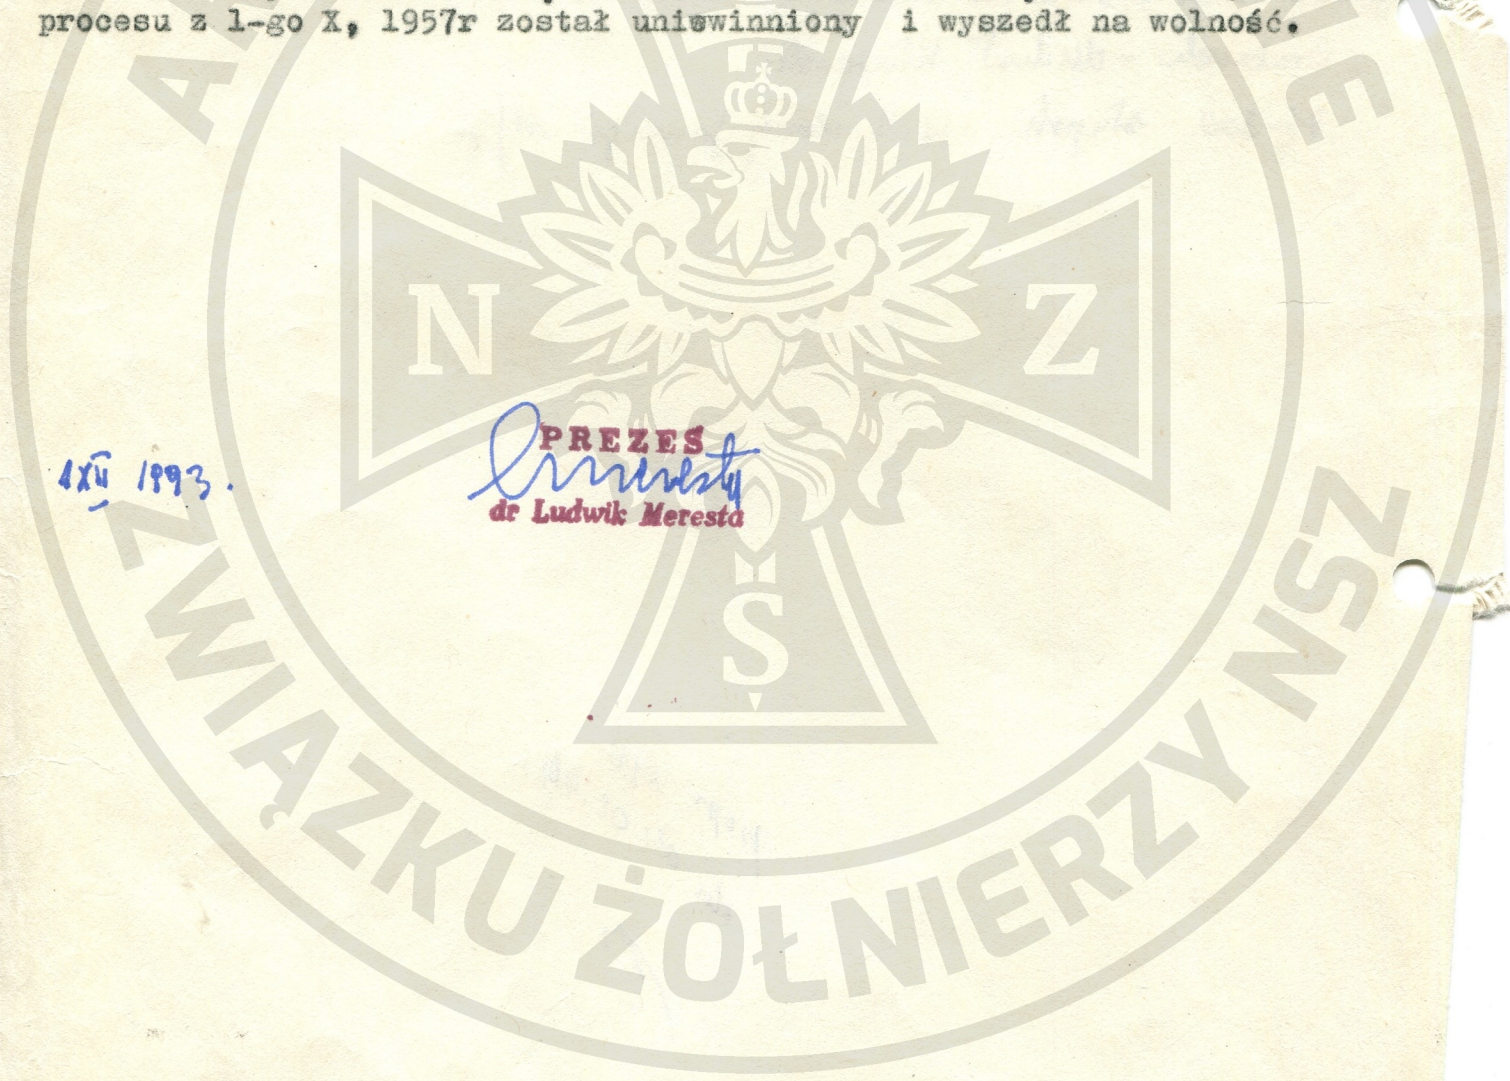 procesu z 1-go X, 1957r został uniewinniony i wyszedł na wolność.
N Z
PREZES
1 XII 1993.
dr Ludwik Meresta
S
ZWIĄZKU ŻOŁNIERZY NSZ